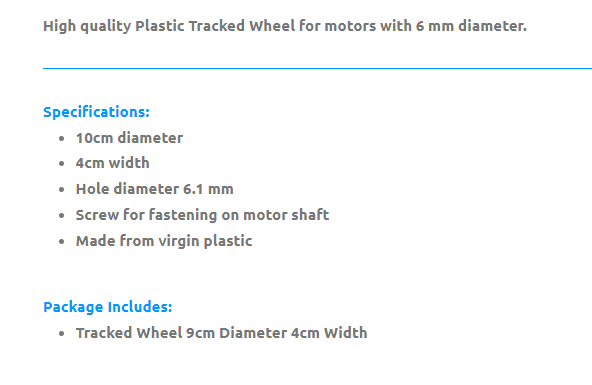 High quality Plastic Tracked Wheel for motors with 6 mm diameter.
Specifications:
• 10cm diameter
• 4cm width
• Hole diameter 6.1 mm
• Screw for fastening on motor shaft
• Made from virgin plastic
Package Includes:
• Tracked Wheel 9cm Diameter 4cm Width